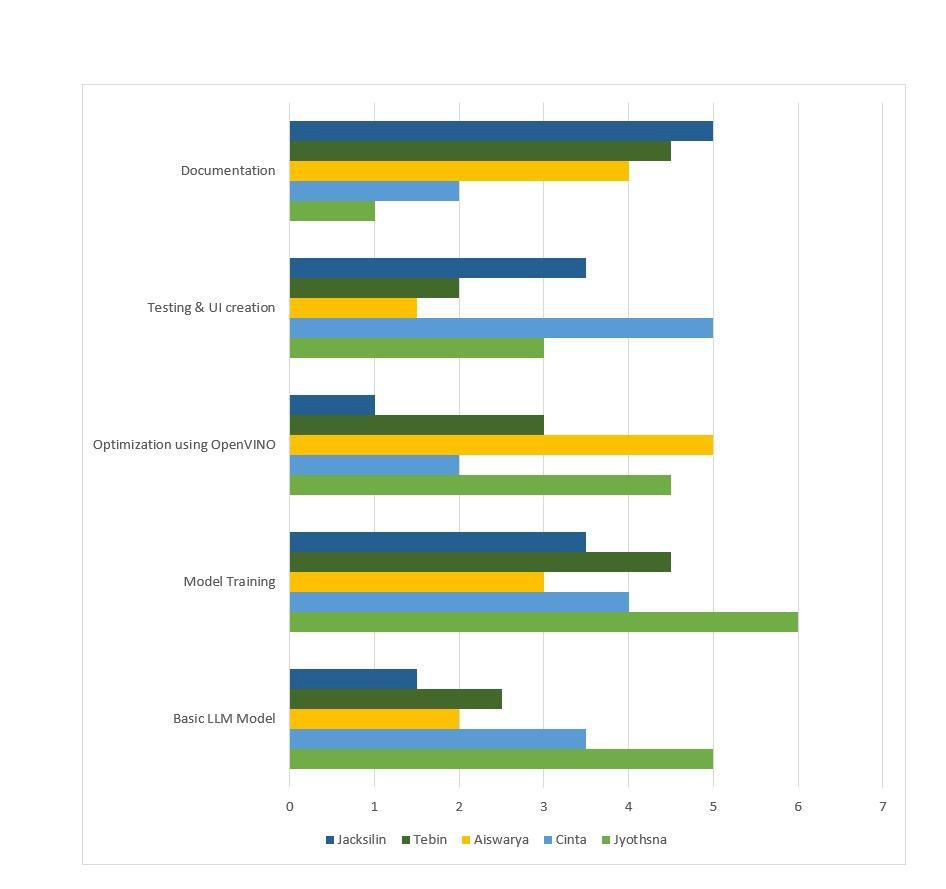 Documentation
Testing & UI creation
Optimization using OpenVINO
Model Training
Basic LLM Model
0 1 2 3 4 5 6 7
Jacksilin Tebin Aiswarya Cinta Jyothsna